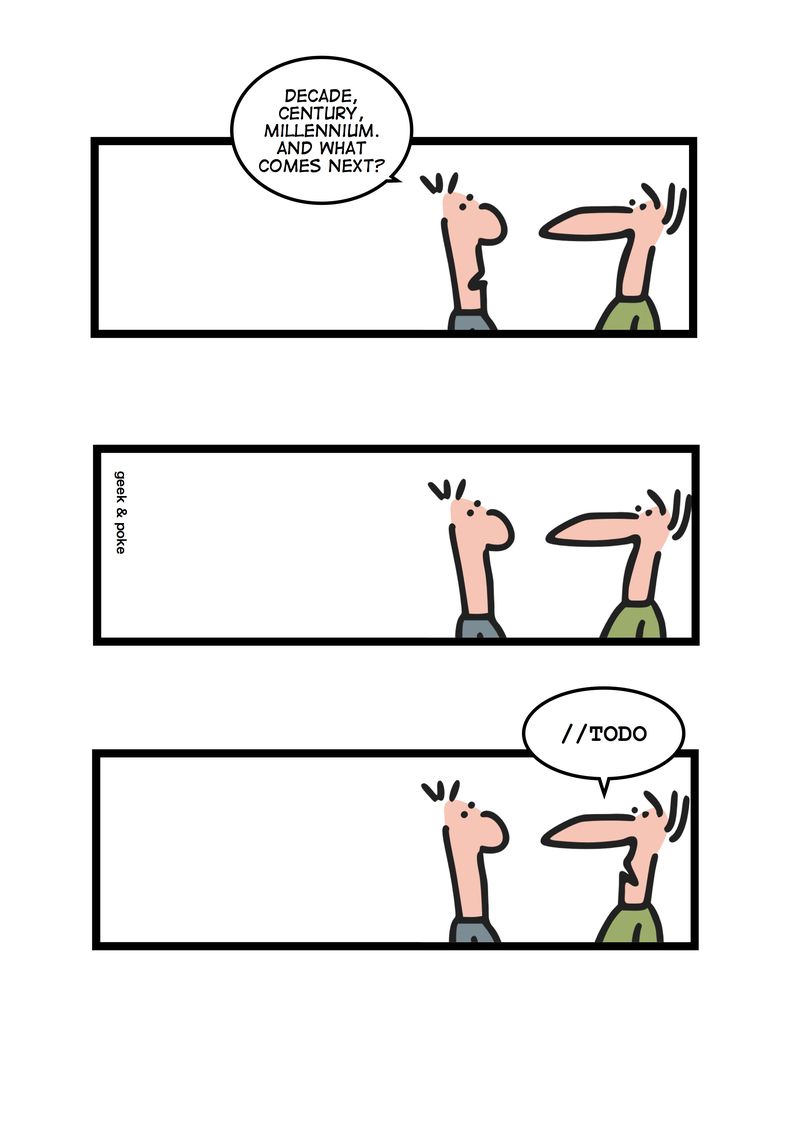 DECADE,
CENTURY,
MILLENNIUM.
AND WHAT
COMES NEXT?
geek & poke
//TODO